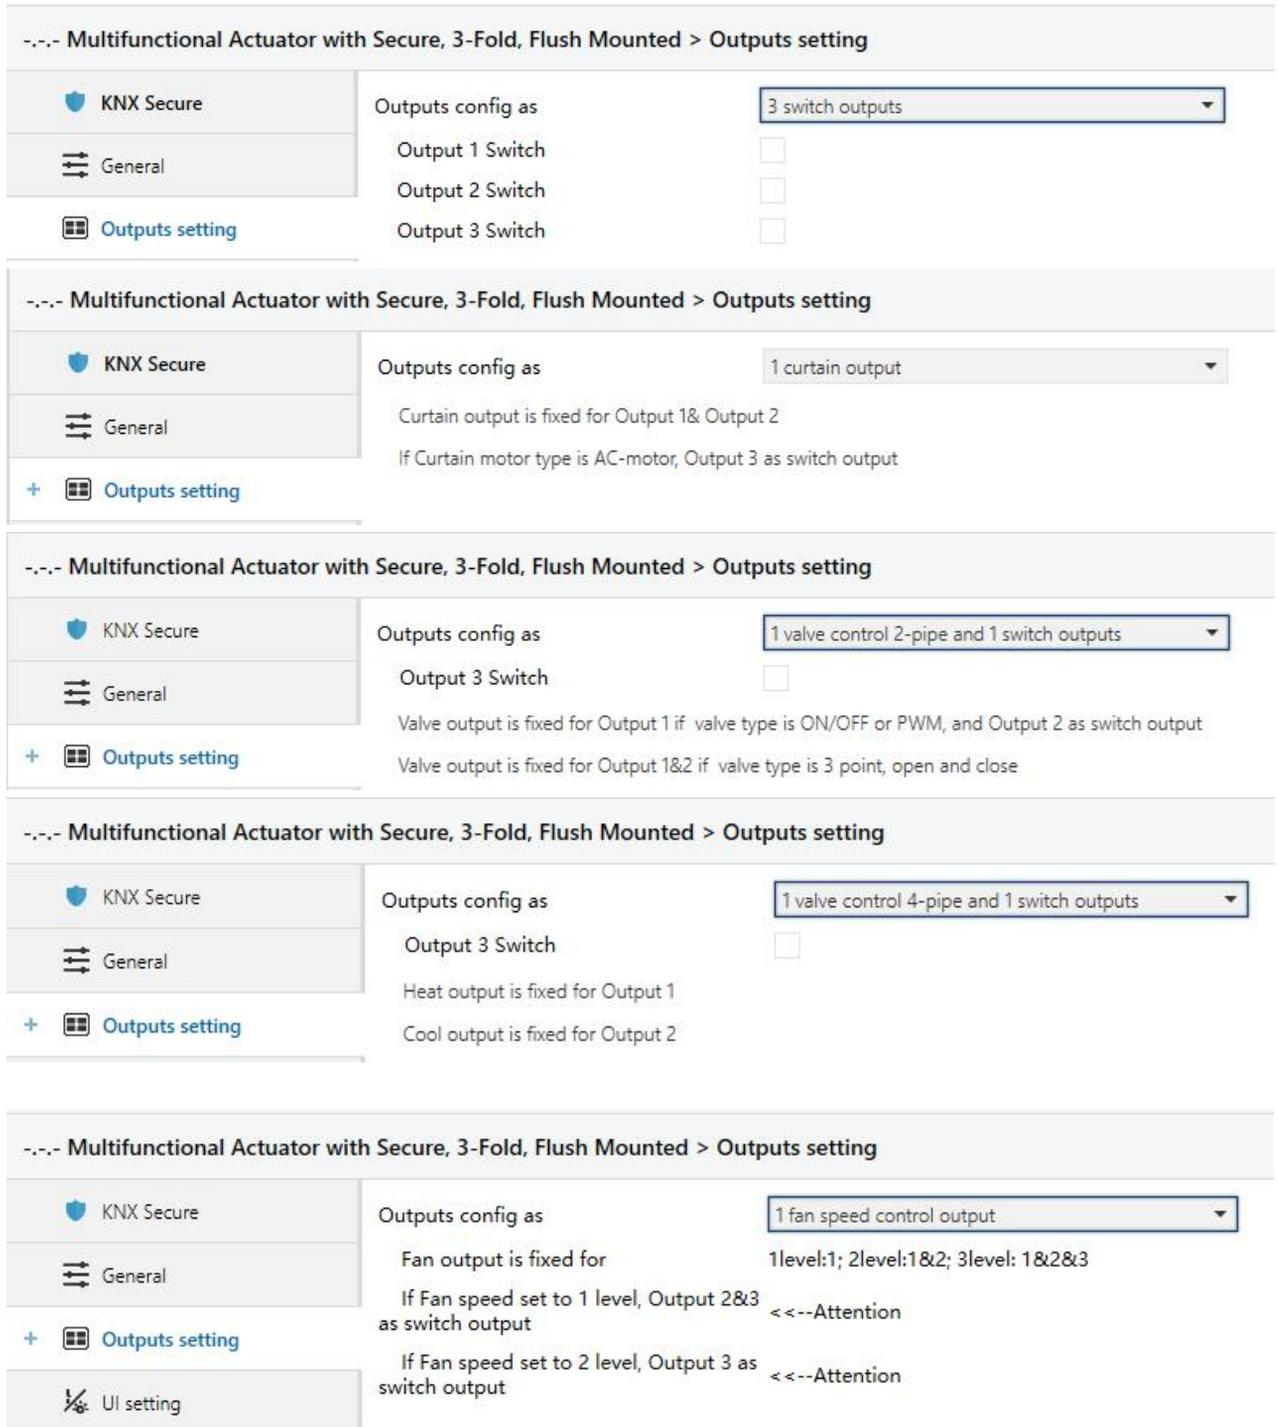 -.-.- Multifunctional Actuator with Secure, 3-Fold, Flush Mounted > Outputs setting
KNX Secure
Outputs config as
3 switch outputs
Output 1 Switch
General
Output 2 Switch
Outputs setting
Output 3 Switch
-.-.- Multifunctional Actuator with Secure, 3-Fold, Flush Mounted > Outputs setting
KNX Secure
Outputs config as
1 curtain output
General
Curtain output is fixed for Output 1& Output 2
If Curtain motor type is AC-motor, Output 3 as switch output
+ Outputs setting
-.-.- Multifunctional Actuator with Secure, 3-Fold, Flush Mounted > Outputs setting
KNX Secure
Outputs config as
1 valve control 2-pipe and 1 switch outputs
General
Output 3 Switch
Valve output is fixed for Output 1 if valve type is ON/OFF or PWM, and Output 2 as switch output
+ Outputs setting
Valve output is fixed for Output 1&2 if valve type is 3 point, open and close
-.-.- Multifunctional Actuator with Secure, 3-Fold, Flush Mounted > Outputs setting
KNX Secure
Outputs config as
1 valve control 4-pipe and 1 switch outputs
General
Output 3 Switch
Heat output is fixed for Output 1
+ Outputs setting
Cool output is fixed for Output 2
-.-.- Multifunctional Actuator with Secure, 3-Fold, Flush Mounted > Outputs setting
KNX Secure
Outputs config as
1 fan speed control output
General
Fan output is fixed for
1level:1; 2level:1&2; 3level: 1&2&3
If Fan speed set to 1 level, Output 2&3
as switch output
<<--Attention
+ Outputs setting
If Fan speed set to 2 level, Output 3 as
switch output
<<--Attention
UI setting